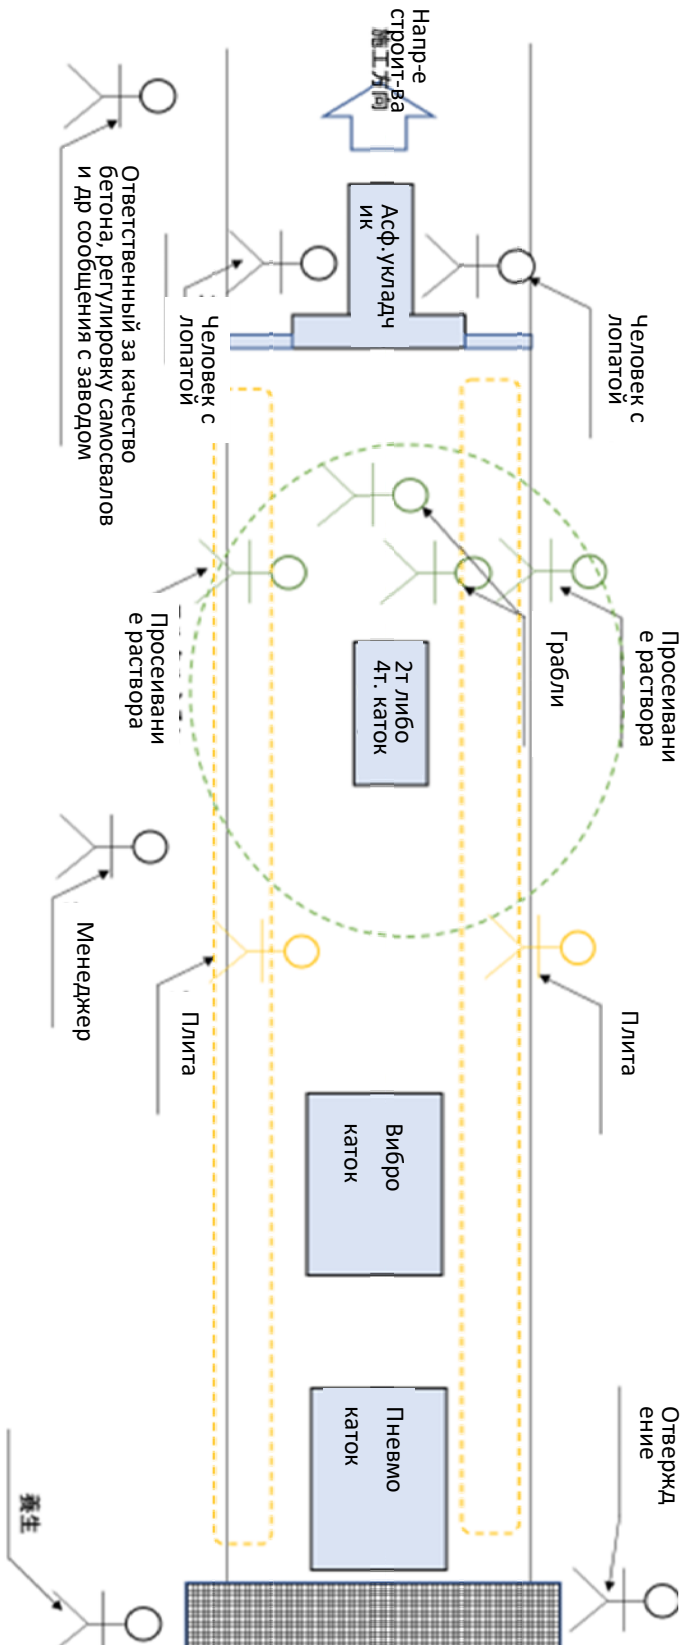 Напр-е
строит-ва
施工方向
Ответственный за качество
бетона, регулировку самосвалов
и др сообщения с заводом
Асф.укладч
ик
Человек с
лопатой
Человек с
лопатой
Просеивани
е раствора
Грабли
Просеивани
е раствора
2т либо
4т. каток
Менеджер
Плита
Плита
Вибро
каток
Пневмо
каток
Отвержд
ение
養生